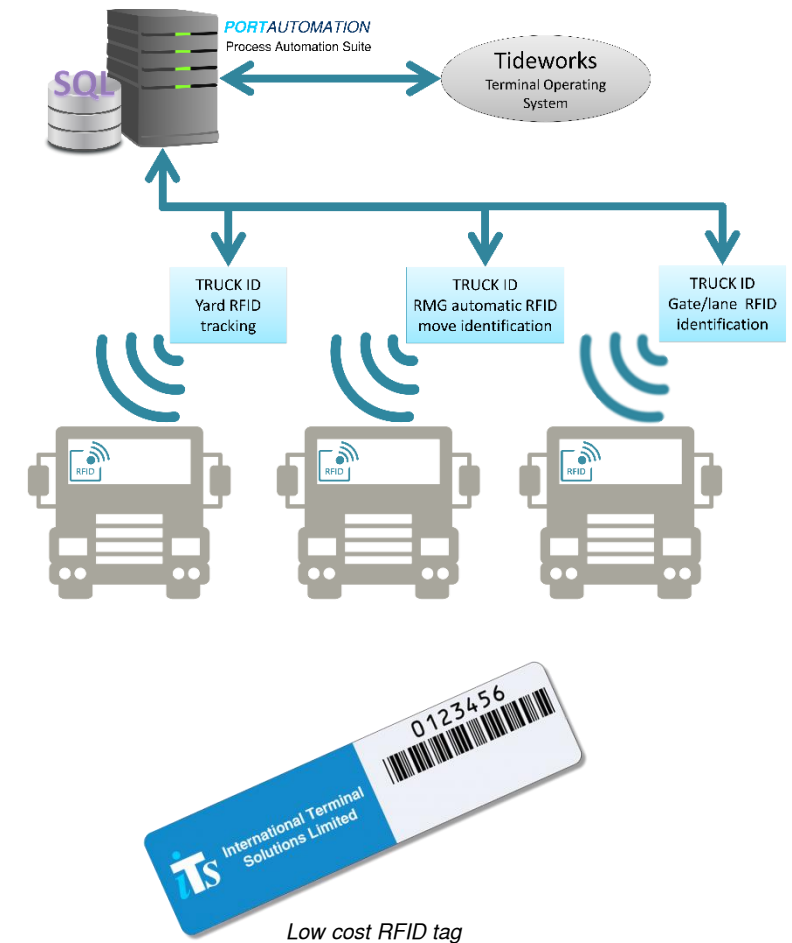 PORTAUTOMATION
Process Automation Suite
SQL
Tideworks
Terminal Operating
System
TRUCK ID
Yard RFID
tracking
TRUCK ID
RMG automatic RFID
move identification
TRUCK ID
Gate/lane RFID
identification
RFID
RFID
RFID
0123456
iTs International Terminal
Solutions Limited
Low cost RFID tag